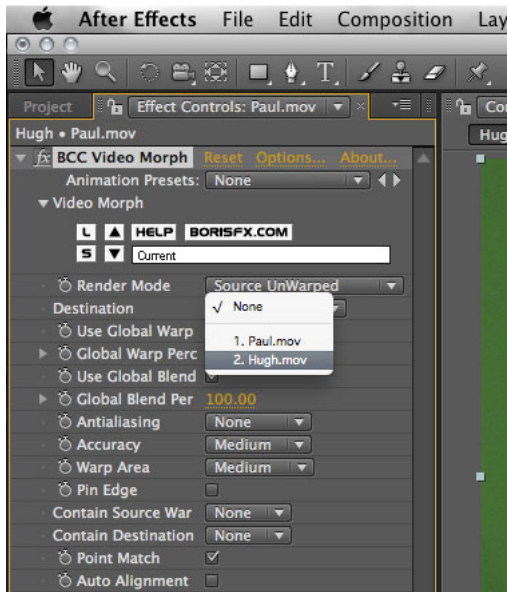 After Effects File Edit Composition Lay
Project Effect Controls: Paul.mov Co
Hugh • Paul.mov Hug
fx BCC Video Morph Reset Options... About...
Animation Presets: None
Video Morph
L HELP BORISFX.COM
S Current
Render Mode Source UnWarped
Destination √ None
Use Global Warp
1. Paul.mov
Global Warp Perc 2. Hugh.mov
Use Global Blend
Global Blend Per 100.00
Antialiasing None
Accuracy Medium
Warp Area Medium
Pin Edge
Contain Source War None
Contain Destination None
Point Match
Auto Alignment